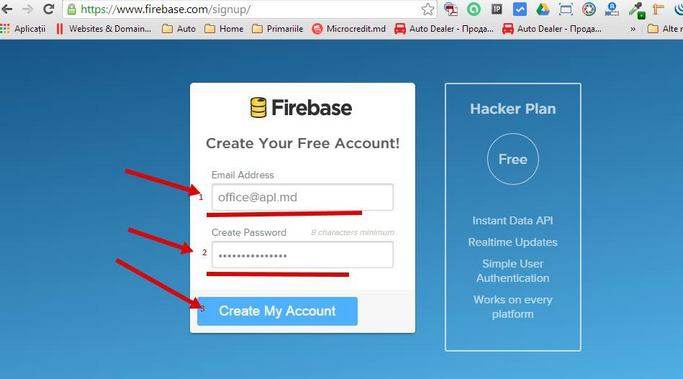 https://www.firebase.com/signup/
Aplicații
Websites & Domain...
Auto
Home
Primariile
Microcredit.md
Auto Dealer - Прода...
Auto Dealer - Прода...
»
Alte
Firebase
Create Your Free Account!
Email Address
1
office@apl.md
Create Password
8 characters minimum
2
•••••••••••••••
3
Create My Account
Hacker Plan
Free
Instant Data API
Realtime Updates
Simple User
Authentication
Works on every
platform